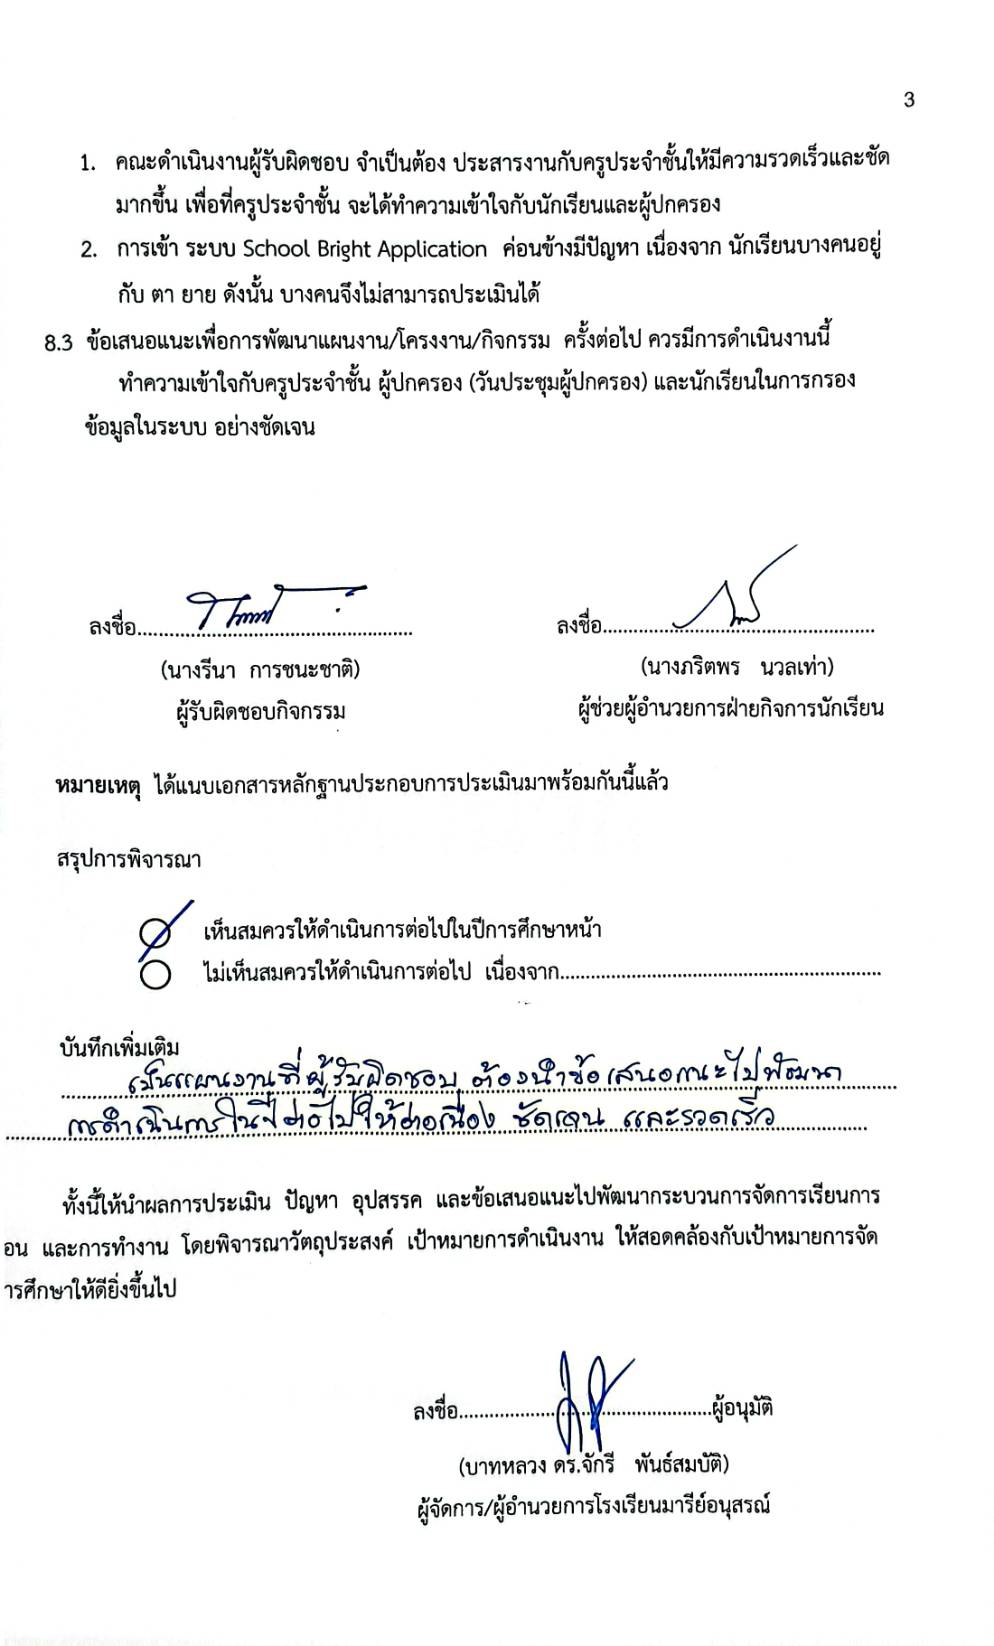 3
1. คณะดำเนินงานผู้รับผิดชอบ จำเป็นต้อง ประสารงานกับครูประจำชั้นให้มีความรวดเร็วและชัด
มากขึ้น เพื่อที่ครูประจำชั้น จะได้ทำความเข้าใจกับนักเรียนและผู้ปกครอง
2. การเข้า ระบบ School Bright Application ค่อนข้างมีปัญหา เนื่องจาก นักเรียนบางคนอยู่
กับ ตา ยาย ดังนั้น บางคนจึงไม่สามารถประเมินได้
8.3 ข้อเสนอแนะเพื่อการพัฒนาแผนงาน/โครงงาน/กิจกรรม ครั้งต่อไป ควรมีการดำเนินงานนี้
ทำความเข้าใจกับครูประจำชั้น ผู้ปกครอง (วันประชุมผู้ปกครอง) และนักเรียนในการกรอง
ข้อมูลในระบบ อย่างชัดเจน
ลงชื่อ........................................ ลงชื่อ........................................
(นางรีนา การชนะชาติ) (นางภริตพร นวลเท่า)
ผู้รับผิดชอบกิจกรรม ผู้ช่วยผู้อำนวยการฝ่ายกิจการนักเรียน
หมายเหตุ ได้แนบเอกสารหลักฐานประกอบการประเมินมาพร้อมกันนี้แล้ว
สรุปการพิจารณา
เห็นสมควรให้ดำเนินการต่อไปในปีการศึกษาหน้า
ไม่เห็นสมควรให้ดำเนินการต่อไป เนื่องจาก........................................
บันทึกเพิ่มเติม
เป็นแผนงานที่ผู้รับผิดชอบ ต้องนำข้อเสนอแนะไปพัฒนา
การดำเนินการในปีต่อไปให้ต่อเนื่อง ชัดเจน และรวดเร็ว
ทั้งนี้ให้นำผลการประเมิน ปัญหา อุปสรรค และข้อเสนอแนะไปพัฒนากระบวนการจัดการเรียนการ
อน และการทำงาน โดยพิจารณาวัตถุประสงค์ เป้าหมายการดำเนินงาน ให้สอดคล้องกับเป้าหมายการจัด
ารศึกษาให้ดียิ่งขึ้นไป
ลงชื่อ........................................ผู้อนุมัติ
(บาทหลวง ดร.จักรี พันธ์สมบัติ)
ผู้จัดการ/ผู้อำนวยการโรงเรียนมารีย์อนุสรณ์